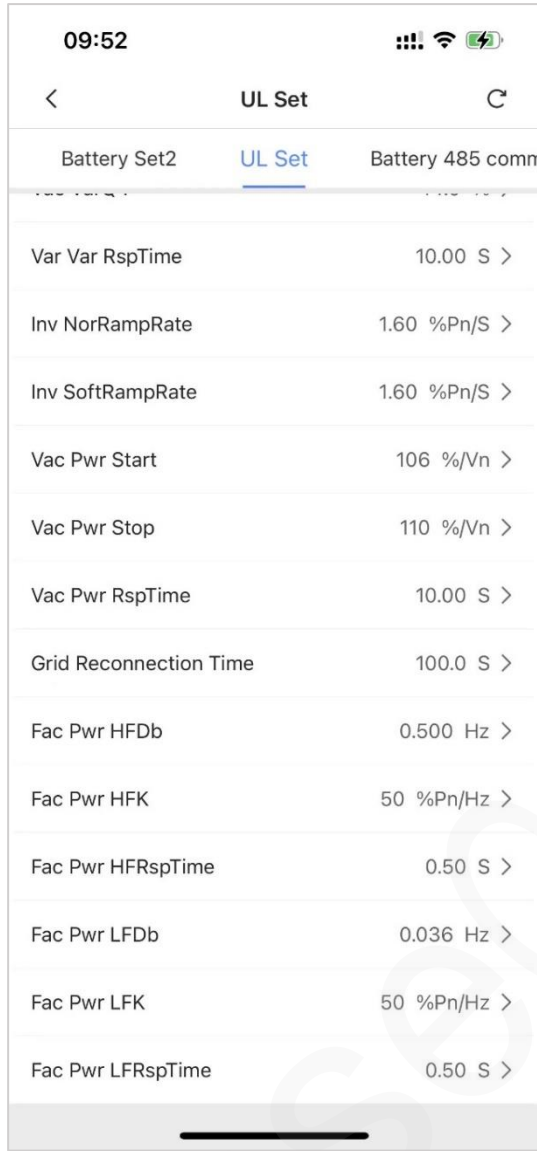 09:52
UL Set
Battery Set2 UL Set Battery 485 comm
Var Var RspTime 10.00 S
Inv NorRampRate 1.60 %Pn/S
Inv SoftRampRate 1.60 %Pn/S
Vac Pwr Start 106 %/Vn
Vac Pwr Stop 110 %/Vn
Vac Pwr RspTime 10.00 S
Grid Reconnection Time 100.0 S
Fac Pwr HFDb 0.500 Hz
Fac Pwr HFK 50 %Pn/Hz
Fac Pwr HFRspTime 0.50 S
Fac Pwr LFDb 0.036 Hz
Fac Pwr LFK 50 %Pn/Hz
Fac Pwr LFRspTime 0.50 S